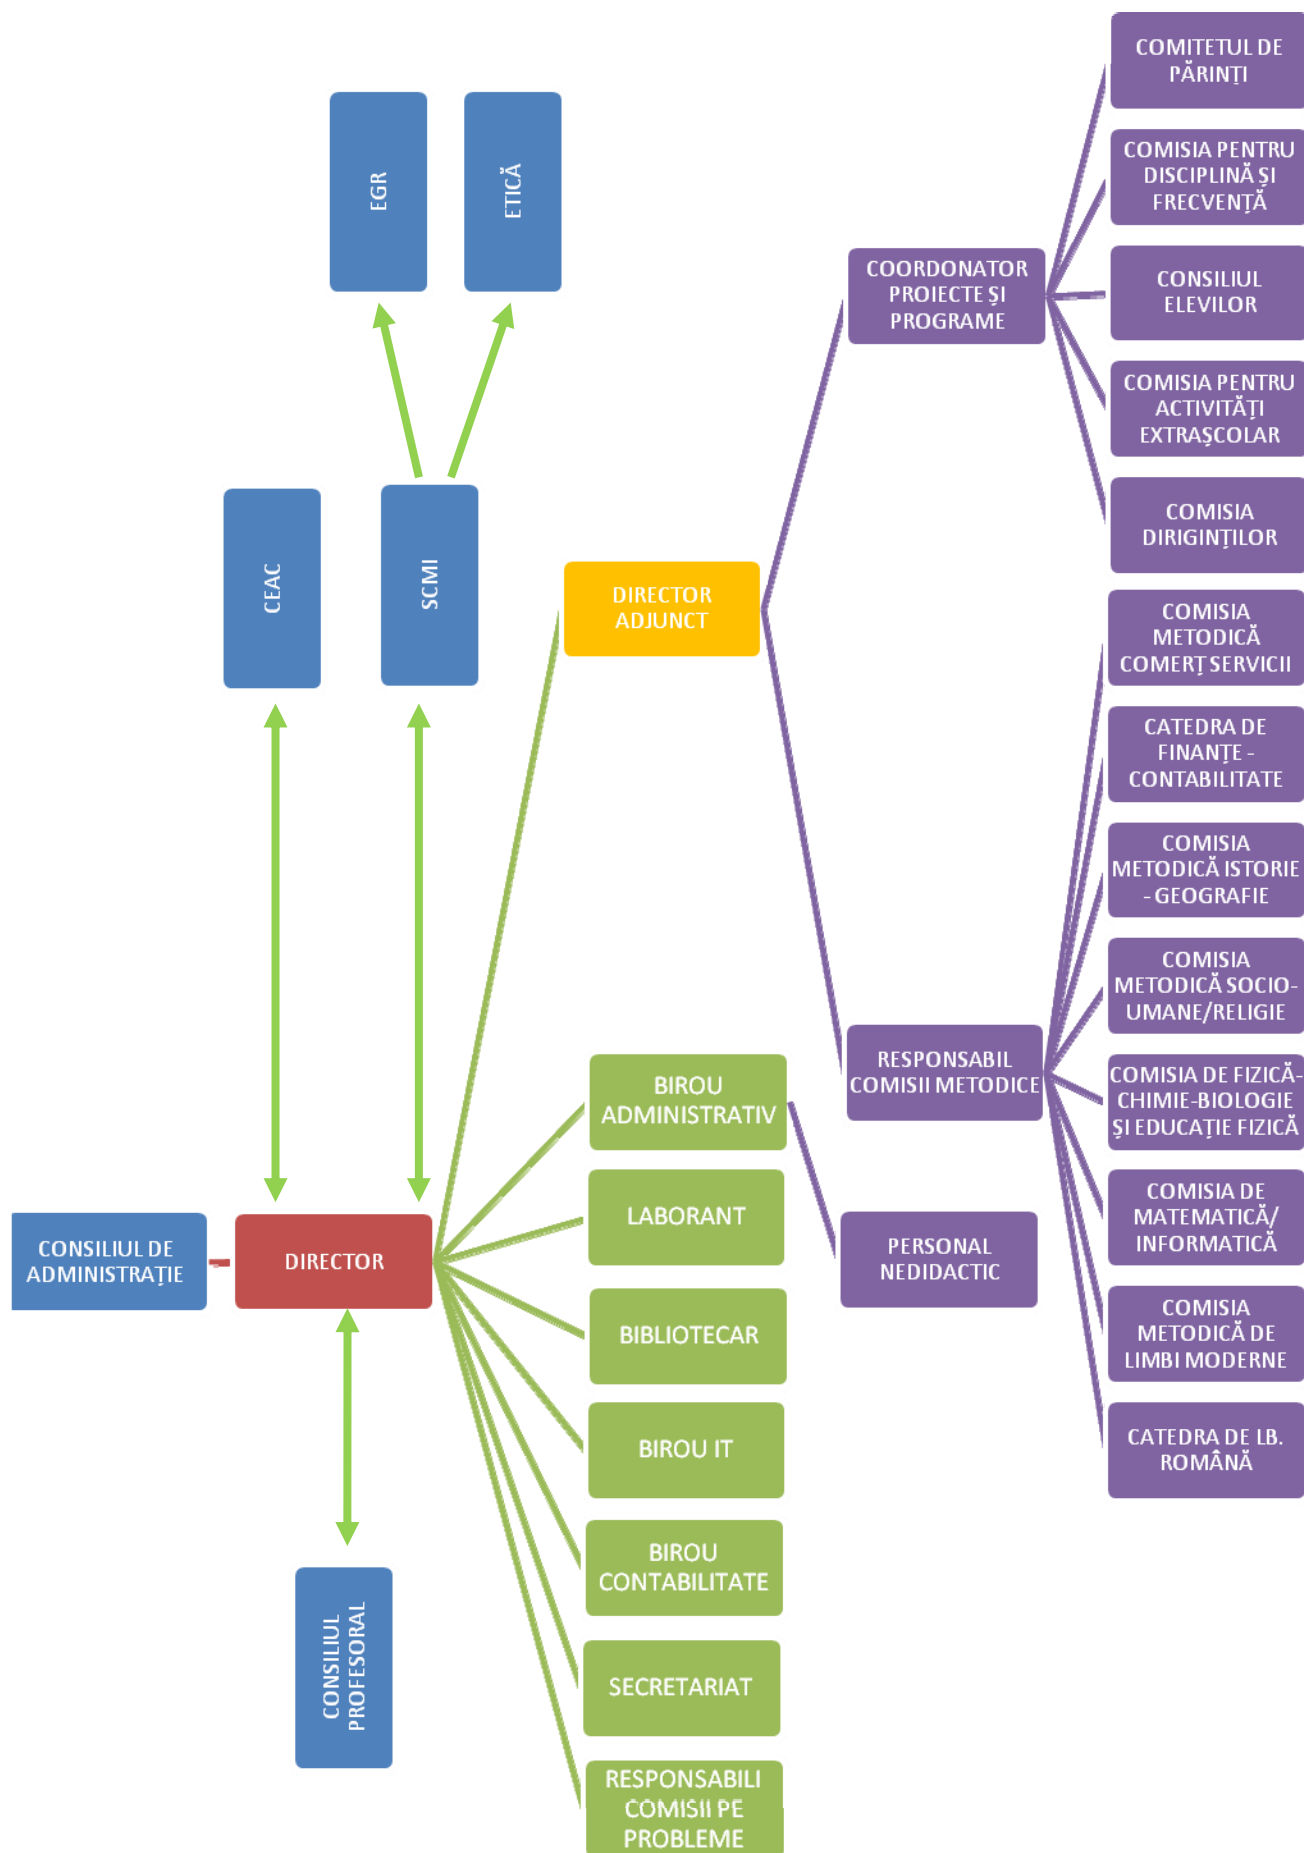 EGR
ETICĂ
CEAC
SCMI
CONSILIUL DE
ADMINISTRAȚIE
DIRECTOR
CONSILIUL
PROFESORAL
DIRECTOR
ADJUNCT
BIROU
ADMINISTRATIV
LABORANT
BIBLIOTECAR
BIROU IT
BIROU
CONTABILITATE
SECRETARIAT
RESPONSABILI
COMISII PE
PROBLEME
COORDONATOR
PROIECTE ȘI
PROGRAME
RESPONSABIL
COMISII METODICE
PERSONAL
NEDIDACTIC
COMITETUL DE
PĂRINȚI
COMISIA PENTRU
DISCIPLINĂ ȘI
FRECVENȚĂ
CONSILIUL
ELEVILOR
COMISIA PENTRU
ACTIVITĂȚI
EXTRAȘCOLAR
COMISIA
DIRIGINȚILOR
COMISIA
METODICĂ
COMERȚ SERVICII
CATEDRA DE
FINANȚE -
CONTABILITATE
COMISIA
METODICĂ ISTORIE
- GEOGRAFIE
COMISIA
METODICĂ SOCIO-
UMANE/RELIGIE
COMISIA DE FIZICĂ-
CHIMIE-BIOLOGIE
ȘI EDUCAȚIE FIZICĂ
COMISIA DE
MATEMATICĂ/
INFORMATICĂ
COMISIA
METODICĂ DE
LIMBI MODERNE
CATEDRA DE LB.
ROMÂNĂ